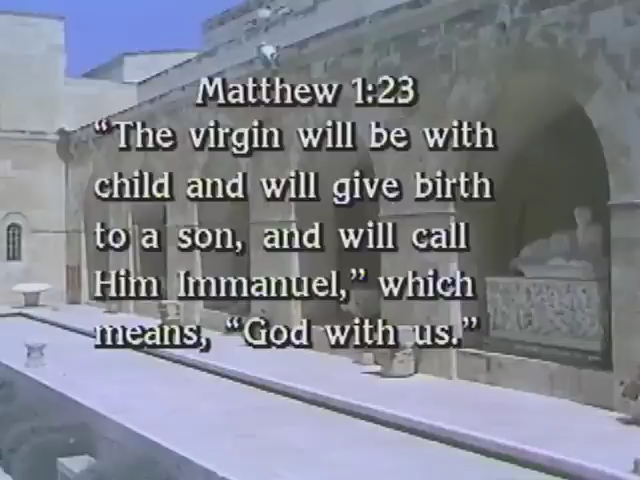 Matthew 1:23
“The virgin will be with
child and will give birth
to a son, and will call
Him Immanuel,” which
means, “God with us.”